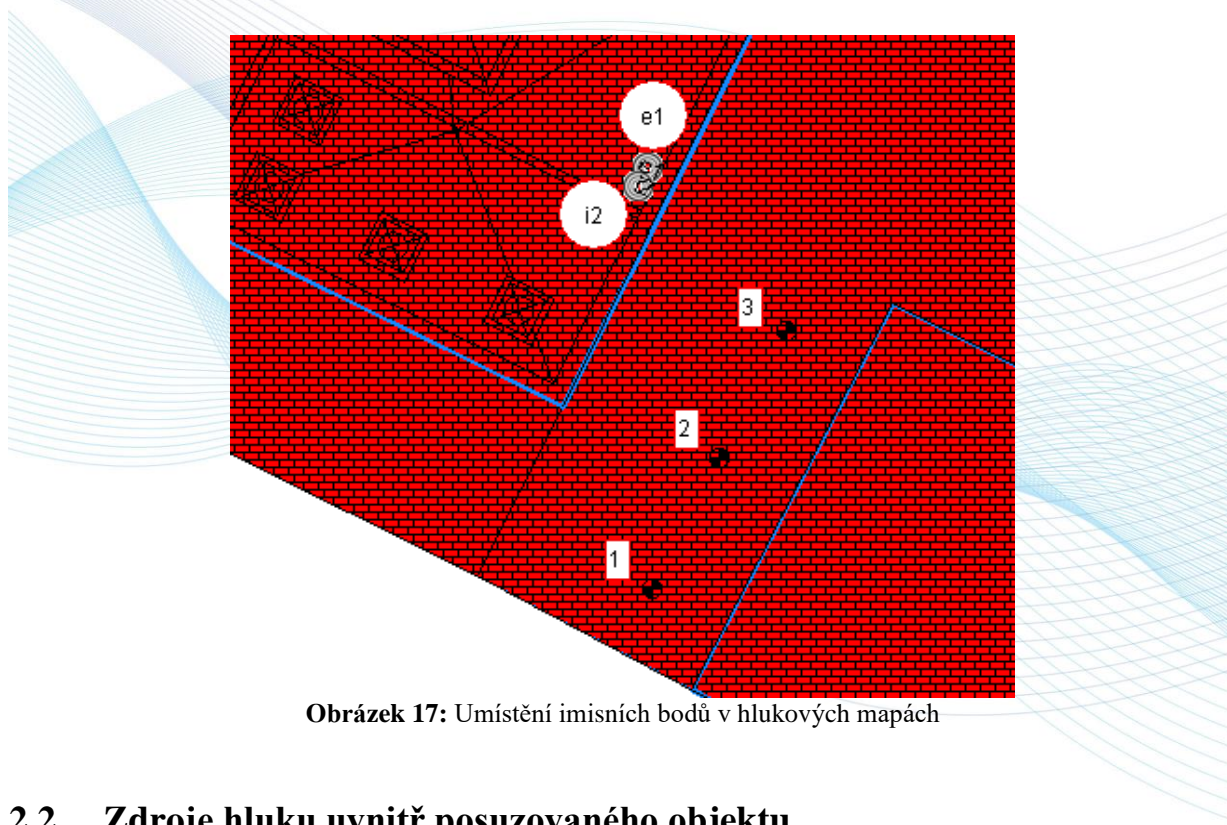 e1
i2
3
2
1
Obrázek 17: Umístění imisních bodů v hlukových mapách
2.2 Zdroje hluku uvnitř posuzovaného objektu